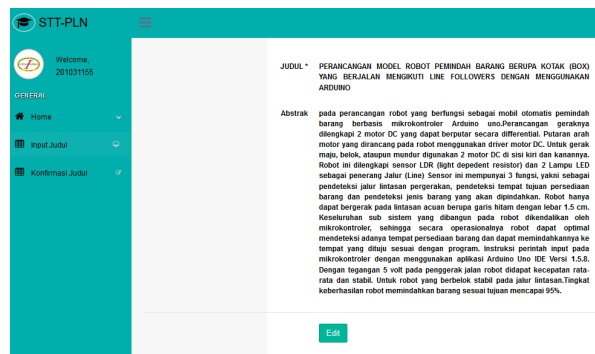 STT-PLN
Welcome,
201031155
GENERAL
Home
Input Judul
Konfirmasi Judul
JUDUL * PERANCANGAN MODEL ROBOT PEMINDAH BARANG BERUPA KOTAK (BOX)
YANG BERJALAN MENGIKUTI LINE FOLLOWERS DENGAN MENGGUNAKAN
ARDUINO
Abstrak pada perancangan robot yang berfungsi sebagai mobil otomatis pemindah
barang berbasis mikrokontroler Arduino uno.Perancangan geraknya
dilengkapi 2 motor DC yang dapat berputar secara differential. Putaran arah
motor yang dirancang pada robot menggunakan driver motor DC. Untuk gerak
maju, belok, ataupun mundur digunakan 2 motor DC di sisi kiri dan kanannya.
Robot ini dilengkapi sensor LDR (light depedent resistor) dan 2 Lampu LED
sebagai penerang Jalur (Line) Sensor ini mempunyai 3 fungsi, yakni sebagai
pendeteksi jalur lintasan pergerakan, pendeteksi tempat tujuan persediaan
barang dan pendeteksi jenis barang yang akan dipindahkan. Robot hanya
dapat bergerak pada lintasan acuan berupa garis hitam dengan lebar 1.5 cm.
Keseluruhan sub sistem yang dibangun pada robot dikendalikan oleh
mikrokontroler, sehingga secara operasionalnya robot dapat optimal
mendeteksi adanya tempat persediaan barang dan dapat memindahkannya ke
tempat yang dituju sesuai dengan program. Instruksi perintah input pada
mikrokontroler dengan menggunakan aplikasi Arduino Uno IDE Versi 1.5.8.
Dengan tegangan 5 volt pada penggerak jalan robot didapat kecepatan rata-
rata dan stabil. Untuk robot yang berbelok stabil pada jalur lintasan.Tingkat
keberhasilan robot memindahkan barang sesuai tujuan mencapai 95%.
Edit